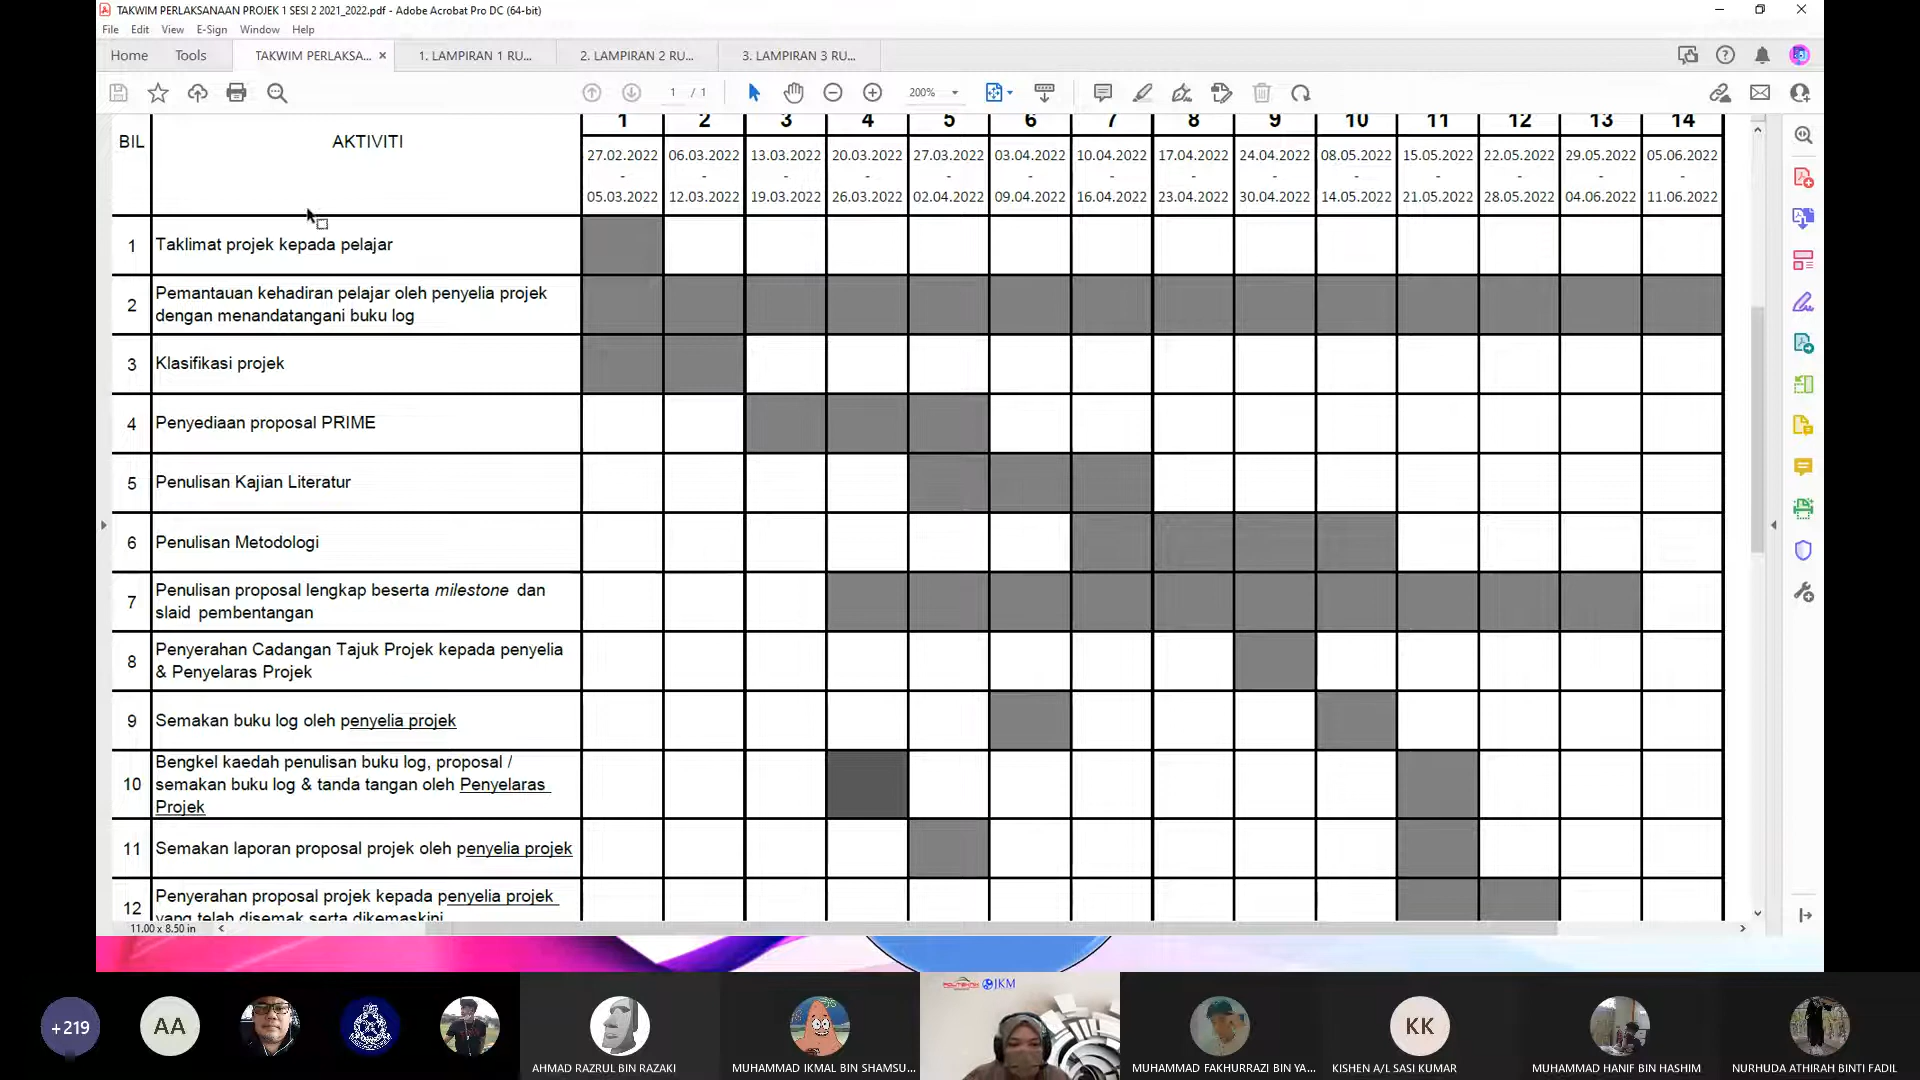 TAKWIM PERLAKSANAAN PROJEK 1 SESI 2 2021_2022.pdf - Adobe Acrobat Pro DC (64-bit)
File Edit View E-Sign Window Help
Home Tools TAKWIM PERLAKSA... × 1. LAMPIRAN 1 RU... 2. LAMPIRAN 2 RU... 3. LAMPIRAN 3 RU...
1 / 1 200%
BIL AKTIVITI 1 2 3 4 5 6 7 8 9 10 11 12 13 14
27.02.2022 06.03.2022 13.03.2022 20.03.2022 27.03.2022 03.04.2022 10.04.2022 17.04.2022 24.04.2022 08.05.2022 15.05.2022 22.05.2022 29.05.2022 05.06.2022
- - - - - - - - - - - - - -
05.03.2022 12.03.2022 19.03.2022 26.03.2022 02.04.2022 09.04.2022 16.04.2022 23.04.2022 30.04.2022 14.05.2022 21.05.2022 28.05.2022 04.06.2022 11.06.2022
1 Taklimat projek kepada pelajar
2 Pemantauan kehadiran pelajar oleh penyelia projek
dengan menandatangani buku log
3 Klasifikasi projek
4 Penyediaan proposal PRIME
5 Penulisan Kajian Literatur
6 Penulisan Metodologi
7 Penulisan proposal lengkap beserta milestone dan
slaid pembentangan
8 Penyerahan Cadangan Tajuk Projek kepada penyelia
& Penyelaras Projek
9 Semakan buku log oleh penyelia projek
10 Bengkel kaedah penulisan buku log, proposal /
semakan buku log & tanda tangan oleh Penyelaras
Projek
11 Semakan laporan proposal projek oleh penyelia projek
12 Penyerahan proposal projek kepada penyelia projek
yang telah disemak serta dikemaskini
11.00 x 8.50 in
POLITEKNIK JKM
+219 AA KK
AHMAD RAZRUL BIN RAZAKI MUHAMMAD IKMAL BIN SHAMSU... MUHAMMAD FAKHURRAZI BIN YA... KISHEN A/L SASI KUMAR MUHAMMAD HANIF BIN HASHIM NURHUDA ATHIRAH BINTI FADIL